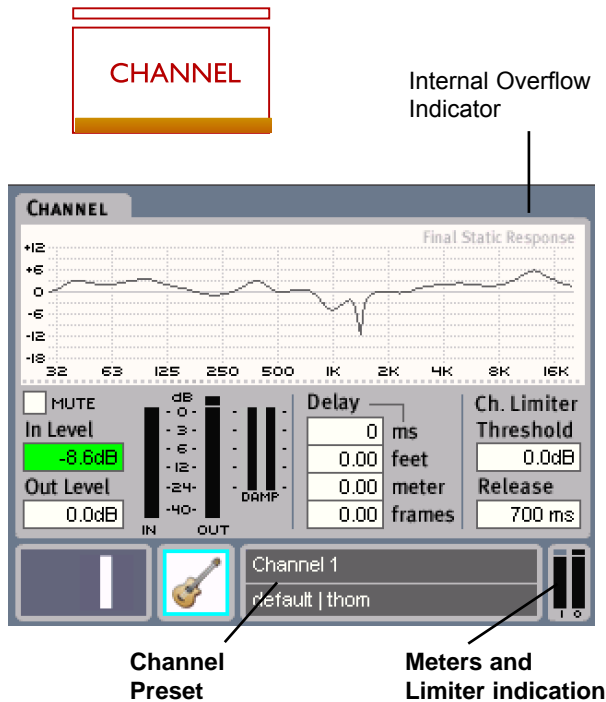 CHANNEL
Internal Overflow
Indicator
CHANNEL
Final Static Response
+12
+6
0
-6
-12
-18
32 63 125 250 500 1K 2K 4K 8K 16K
MUTE
In Level
-8.6dB
Out Level
0.0dB
dB
- 0 -
- 3 -
- 6 -
- 12 -
-24-
-40-
IN OUT
DAMP
Delay
0 ms
0.00 feet
0.00 meter
0.00 frames
Ch. Limiter
Threshold
0.0dB
Release
700 ms
Channel 1
default | thom
I O
Channel
Preset
Meters and
Limiter indication